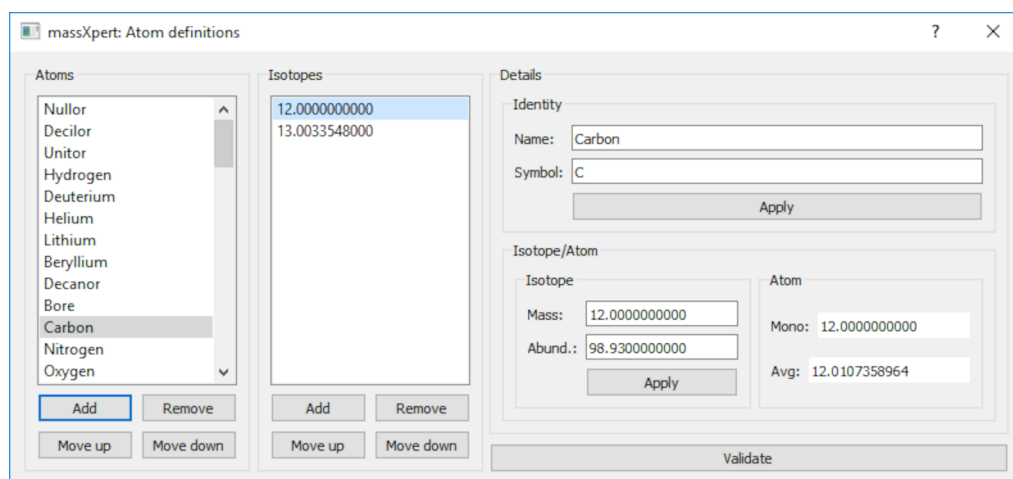 massXpert: Atom definitions
?
Atoms
Nullor
Decilor
Unitor
Hydrogen
Deuterium
Helium
Lithium
Beryllium
Decanor
Bore
Carbon
Nitrogen
Oxygen
Add Remove
Move up Move down
Isotopes
12.0000000000
13.0033548000
Add Remove
Move up Move down
Details
Identity
Name: Carbon
Symbol: C
Apply
Isotope/Atom
Isotope
Mass: 12.0000000000
Abund.: 98.9300000000
Apply
Atom
Mono: 12.0000000000
Avg: 12.0107358964
Validate